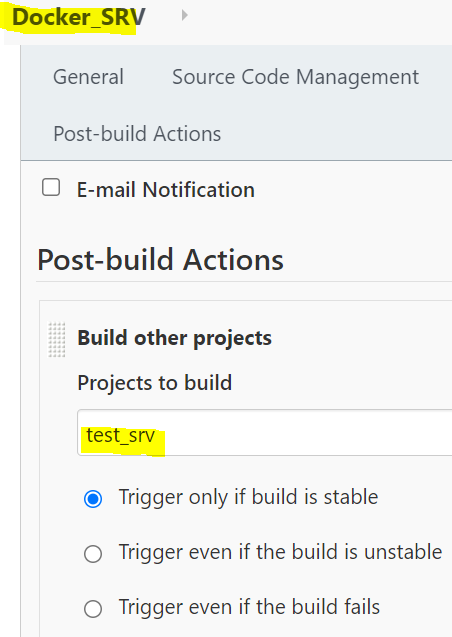 Docker_SRV
General Source Code Management
Post-build Actions
E-mail Notification
Post-build Actions
Build other projects
Projects to build
test_srv
Trigger only if build is stable
Trigger even if the build is unstable
Trigger even if the build fails